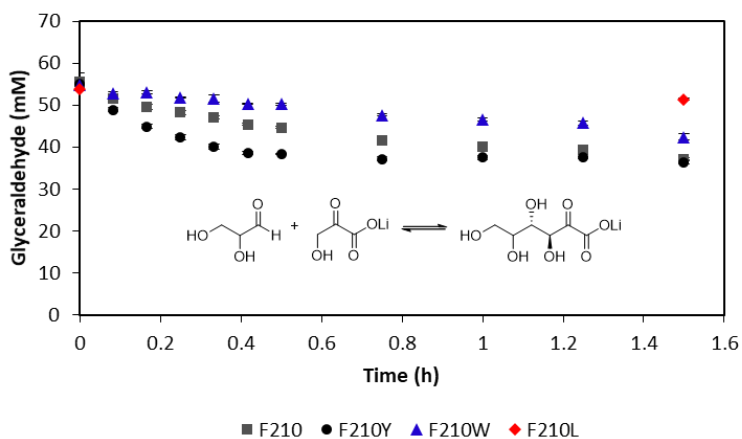 70
60
50
40
30
20
10
0
Glyceraldehyde (mM)
O
HO
H
OH
+
O
OLi
OH
O
OH
O
HO
OLi
OH
OH
O
0
0.2
0.4
0.6
0.8
1
1.2
1.4
1.6
Time (h)
F210
F210Y
F210W
F210L